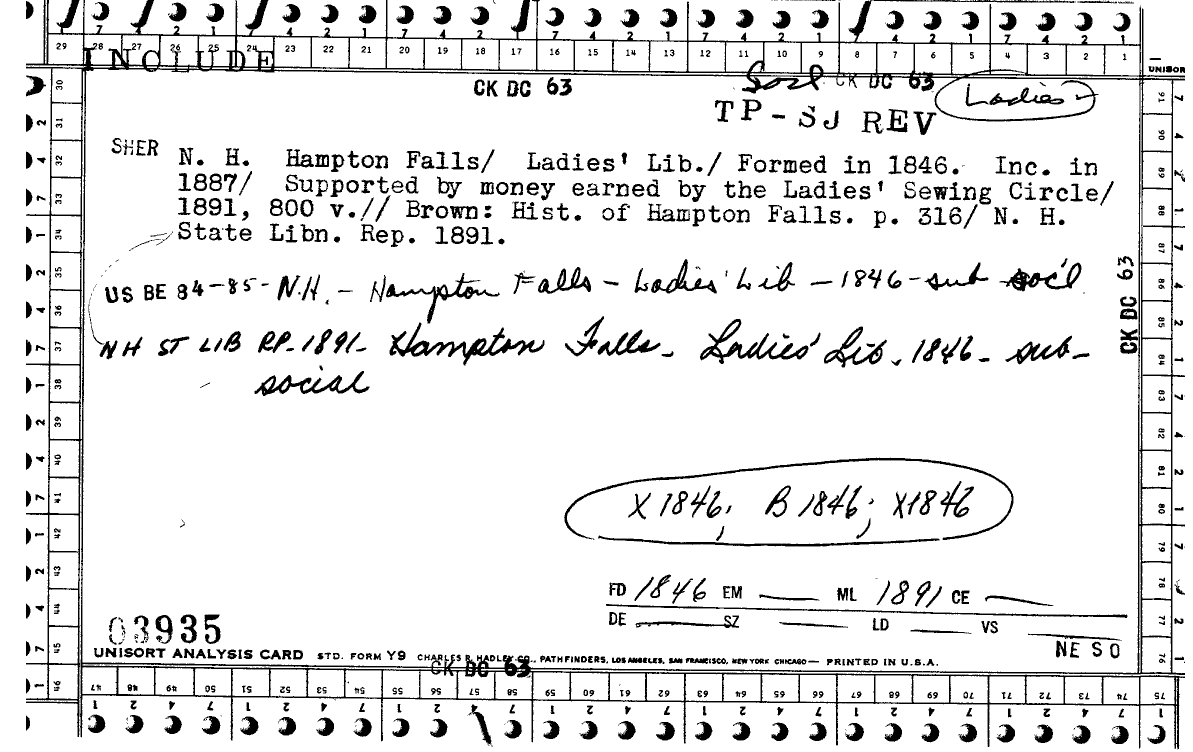 7 4 2 1 7 4 2 1 7 4 2 1 7 4 2 1 7 4 2 1 7 4 2 1 7 4 2 1
29 28 27 26 25 24 23 22 21 20 19 18 17 16 15 14 13 12 11 10 9 8 7 6 5 4 3 2 1
INCLUDE
UNISOR
CK DC 63 Socl CK DC 63 Ladies'
TP-SJ REV
SHER N. H. Hampton Falls/ Ladies' Lib./ Formed in 1846. Inc. in
1887/ Supported by money earned by the Ladies' Sewing Circle/
1891, 800 v.// Brown: Hist. of Hampton Falls. p. 316/ N. H.
State Libn. Rep. 1891.
US BE 84-85- N.H. - Hampton Falls - Ladies' Lib - 1846 - sub soc'l
NH ST LIB RP-1891- Hampton Falls - Ladies' Lib. 1846 - sub-
social
CK DC 63
X 1846, B 1846; X1846
FD 1846 EM — ML 1891 CE —
DE — SZ — LD — VS —
03935
NE SO
UNISORT ANALYSIS CARD STD. FORM Y9 CHARLES R. HADLEY CO., PATHFINDERS, LOS ANGELES, SAN FRANCISCO, NEW YORK CHICAGO— PRINTED IN U.S.A.
CK DC 63
30 31 32 33 34 35 36 37 38 39 40 41 42 43 44 45 46
47 48 49 50 51 52 53 54 55 56 57 58 59 60 61 62 63 64 65 66 67 68 69 70 71 72 73 74 75
91 90 89 88 87 86 85 84 83 82 81 80 79 78 77 76